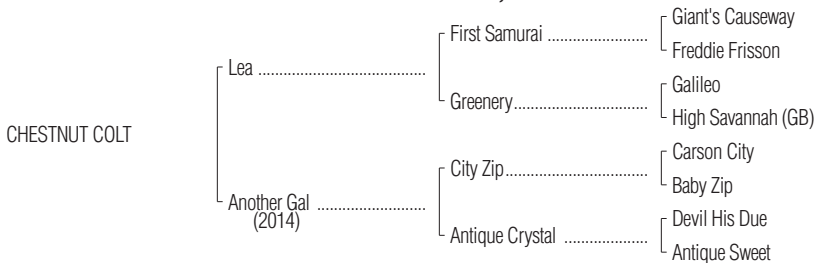 Giant's Causeway
First Samurai ........................
Freddie Frisson
Lea .......................................
Galileo
Greenery................................
High Savannah (GB)
CHESTNUT COLT
Carson City
City Zip..................................
Baby Zip
Another Gal .........................
(2014)
Devil His Due
Antique Crystal ....................
Antique Sweet